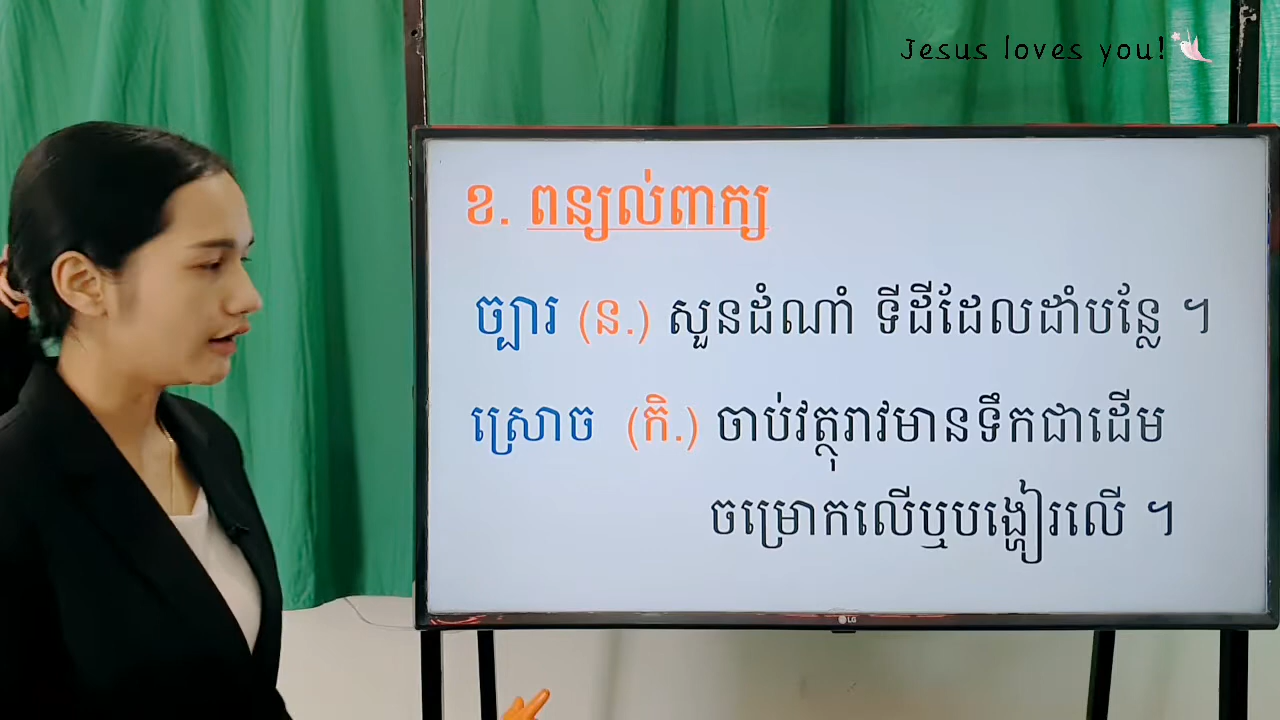 Jesus loves you!
ខ. ពន្យល់ពាក្យ
ច្បារ (ន.) សួនដំណាំ ទីដីដែលដាំបន្លែ ។
ស្រោច (កិ.) ចាប់វត្ថុរាវមានទឹកជាដើម
ចម្រោកលើឬបង្ហៀរលើ ។
LG